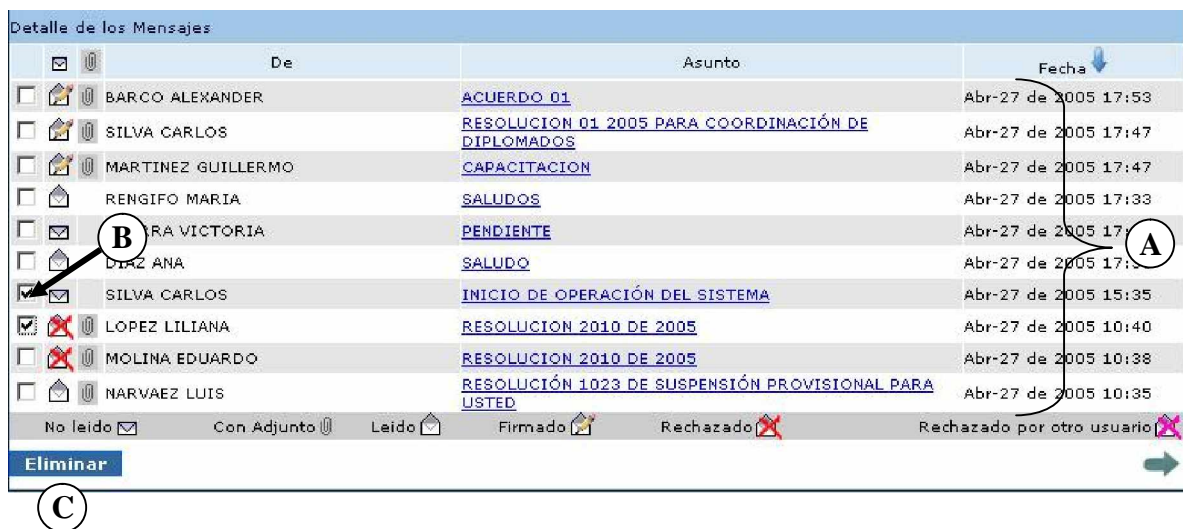 Detalle de los Mensajes
De Asunto Fecha
BARCO ALEXANDER ACUERDO 01 Abr-27 de 2005 17:53
SILVA CARLOS RESOLUCION 01 2005 PARA COORDINACIÓN DE DIPLOMADOS Abr-27 de 2005 17:47
MARTINEZ GUILLERMO CAPACITACION Abr-27 de 2005 17:47
RENGIFO MARIA SALUDOS Abr-27 de 2005 17:33
VICTORIA PENDIENTE Abr-27 de 2005
B
A
DIAZ ANA SALUDO Abr-27 de 2005
SILVA CARLOS INICIO DE OPERACIÓN DEL SISTEMA Abr-27 de 2005 15:35
LOPEZ LILIANA RESOLUCION 2010 DE 2005 Abr-27 de 2005 10:40
MOLINA EDUARDO RESOLUCION 2010 DE 2005 Abr-27 de 2005 10:38
NARVAEZ LUIS RESOLUCIÓN 1023 DE SUSPENSIÓN PROVISIONAL PARA USTED Abr-27 de 2005 10:35
No leido Con Adjunto Leido Firmado Rechazado Rechazado por otro usuario
Eliminar
C